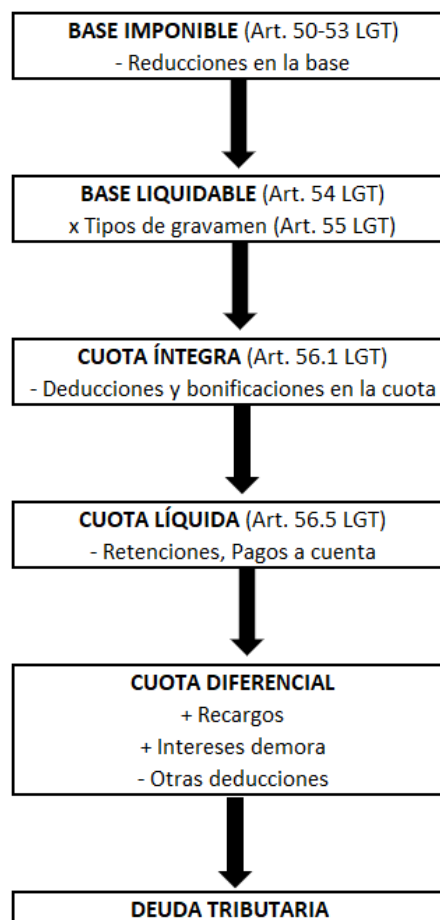 BASE IMPONIBLE (Art. 50-53 LGT)
- Reducciones en la base
BASE LIQUIDABLE (Art. 54 LGT)
x Tipos de gravamen (Art. 55 LGT)
CUOTA ÍNTEGRA (Art. 56.1 LGT)
- Deducciones y bonificaciones en la cuota
CUOTA LÍQUIDA (Art. 56.5 LGT)
- Retenciones, Pagos a cuenta
CUOTA DIFERENCIAL
+ Recargos
+ Intereses demora
- Otras deducciones
DEUDA TRIBUTARIA